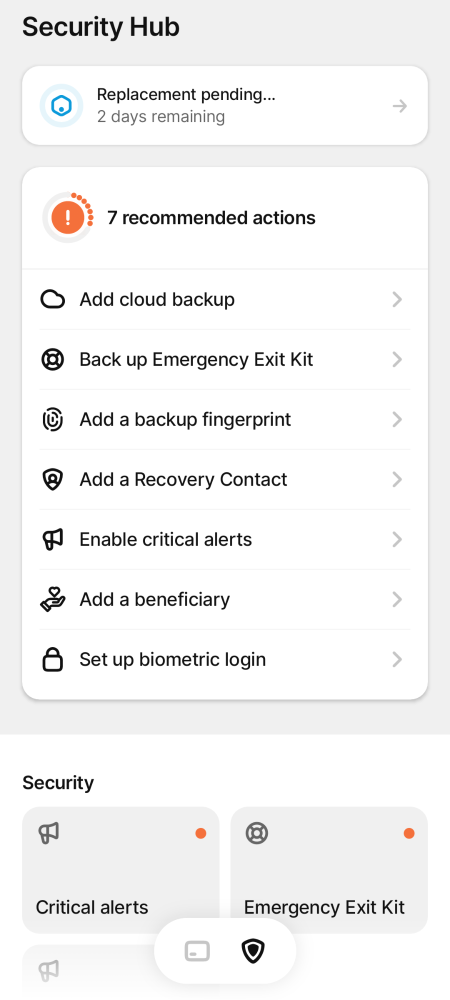 Security Hub
Replacement pending...
2 days remaining
7 recommended actions
Add cloud backup
Back up Emergency Exit Kit
Add a backup fingerprint
Add a Recovery Contact
Enable critical alerts
Add a beneficiary
Set up biometric login
Security
Critical alerts
Emergency Exit Kit